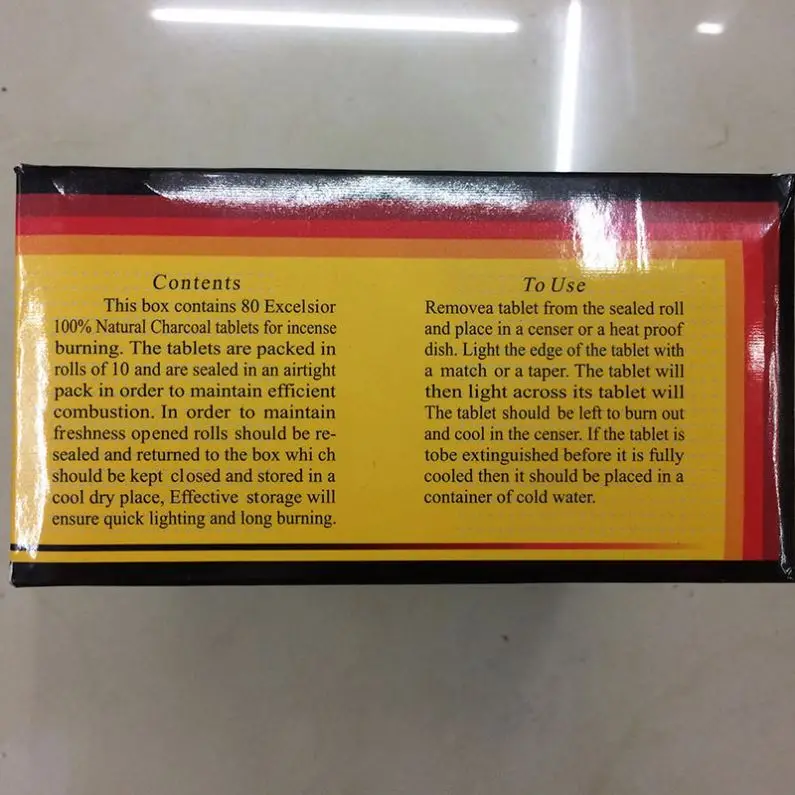 Contents
This box contains 80 Excelsior
100% Natural Charcoal tablets for incense
burning. The tablets are packed in
rolls of 10 and are sealed in an airtight
pack in order to maintain efficient
combustion. In order to maintain
freshness opened rolls should be re-
sealed and returned to the box whi ch
should be kept closed and stored in a
cool dry place, Effective storage will
ensure quick lighting and long burning.
To Use
Removea tablet from the sealed roll
and place in a censer or a heat proof
dish. Light the edge of the tablet with
a match or a taper. The tablet will
then light across its tablet will
The tablet should be left to burn out
and cool in the censer. If the tablet is
tobe extinguished before it is fully
cooled then it should be placed in a
container of cold water.